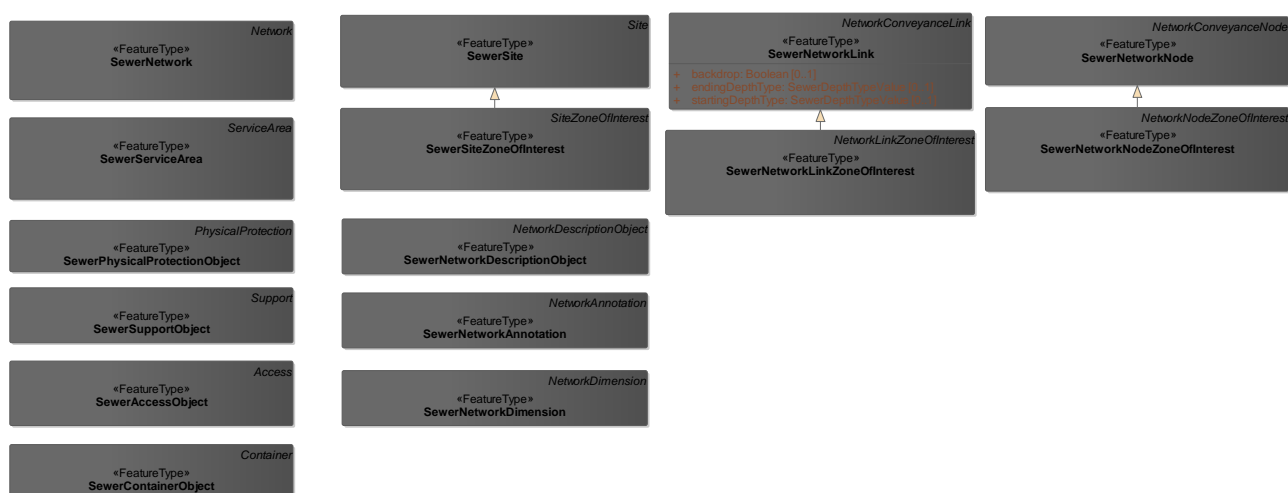 Network
«FeatureType»
SewerNetwork
ServiceArea
«FeatureType»
SewerServiceArea
PhysicalProtection
«FeatureType»
SewerPhysicalProtectionObject
Support
«FeatureType»
SewerSupportObject
Access
«FeatureType»
SewerAccessObject
Container
«FeatureType»
SewerContainerObject
Site
«FeatureType»
SewerSite
SiteZoneOfInterest
«FeatureType»
SewerSiteZoneOfInterest
NetworkDescriptionObject
«FeatureType»
SewerNetworkDescriptionObject
NetworkAnnotation
«FeatureType»
SewerNetworkAnnotation
NetworkDimension
«FeatureType»
SewerNetworkDimension
NetworkConveyanceLink
«FeatureType»
SewerNetworkLink
+ backdrop: Boolean [0..1]
+ endingDepthType:
+ startingDepthType:
NetworkLinkZoneOfInterest
«FeatureType»
SewerNetworkLinkZoneOfInterest
NetworkConveyanceNode
«FeatureType»
SewerNetworkNode
NetworkNodeZoneOfInterest
«FeatureType»
SewerNetworkNodeZoneOfInterest